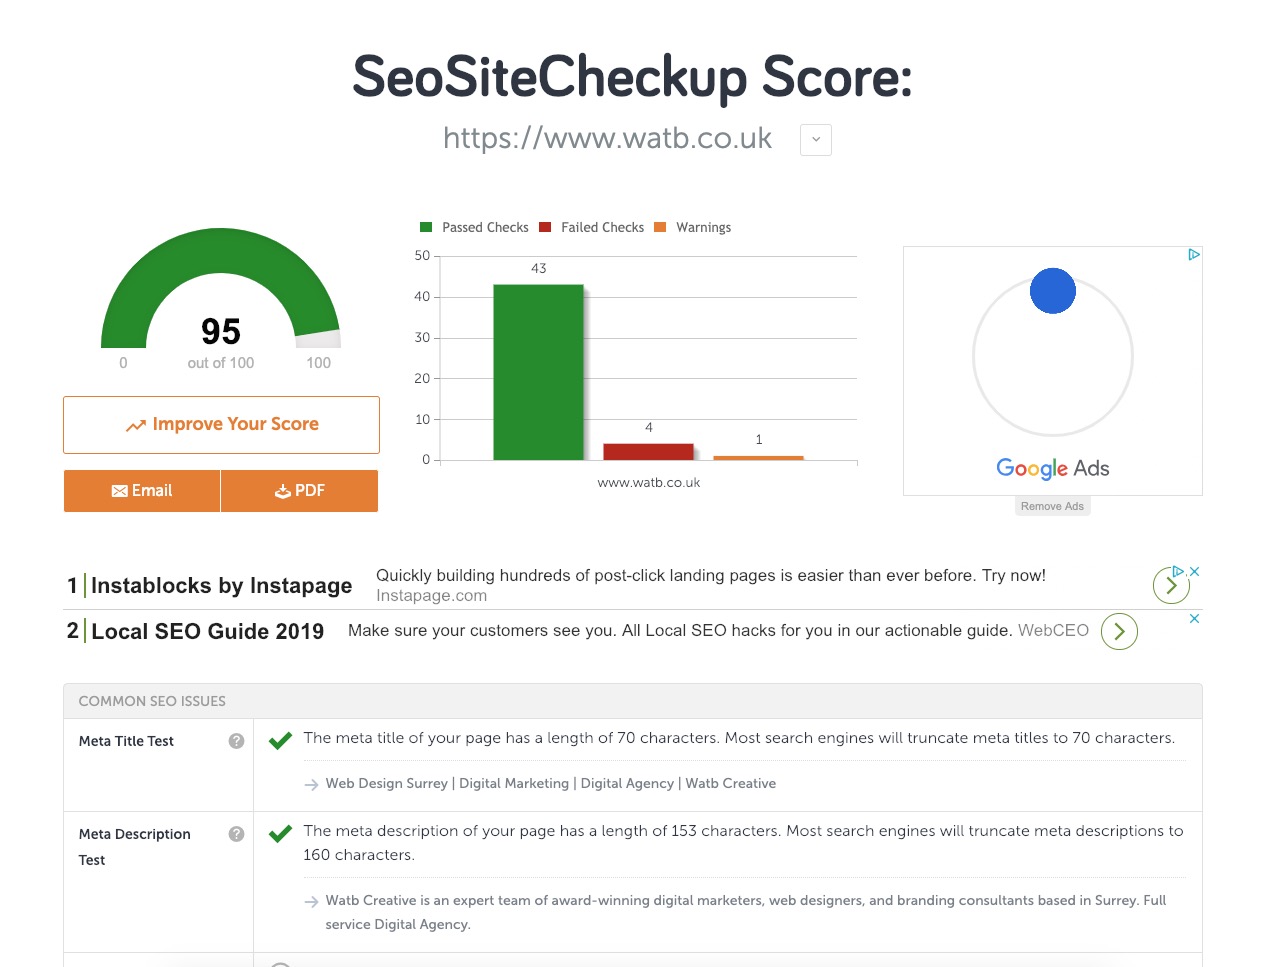 SeoSiteCheckup Score:
https://www.watb.co.uk
Passed Checks Failed Checks Warnings
50
40
30
20
10
0
43
4
1
www.watb.co.uk
95
0 out of 100 100
Improve Your Score
Email PDF
Google Ads
Remove Ads
1 Instablocks by Instapage Quickly building hundreds of post-click landing pages is easier than ever before. Try now!
Instapage.com
2 Local SEO Guide 2019 Make sure your customers see you. All Local SEO hacks for you in our actionable guide. WebCEO
COMMON SEO ISSUES
Meta Title Test ? The meta title of your page has a length of 70 characters. Most search engines will truncate meta titles to 70 characters.
Web Design Surrey | Digital Marketing | Digital Agency | Watb Creative
Meta Description ? The meta description of your page has a length of 153 characters. Most search engines will truncate meta descriptions to
Test 160 characters.
Watb Creative is an expert team of award-winning digital marketers, web designers, and branding consultants based in Surrey. Full
service Digital Agency.